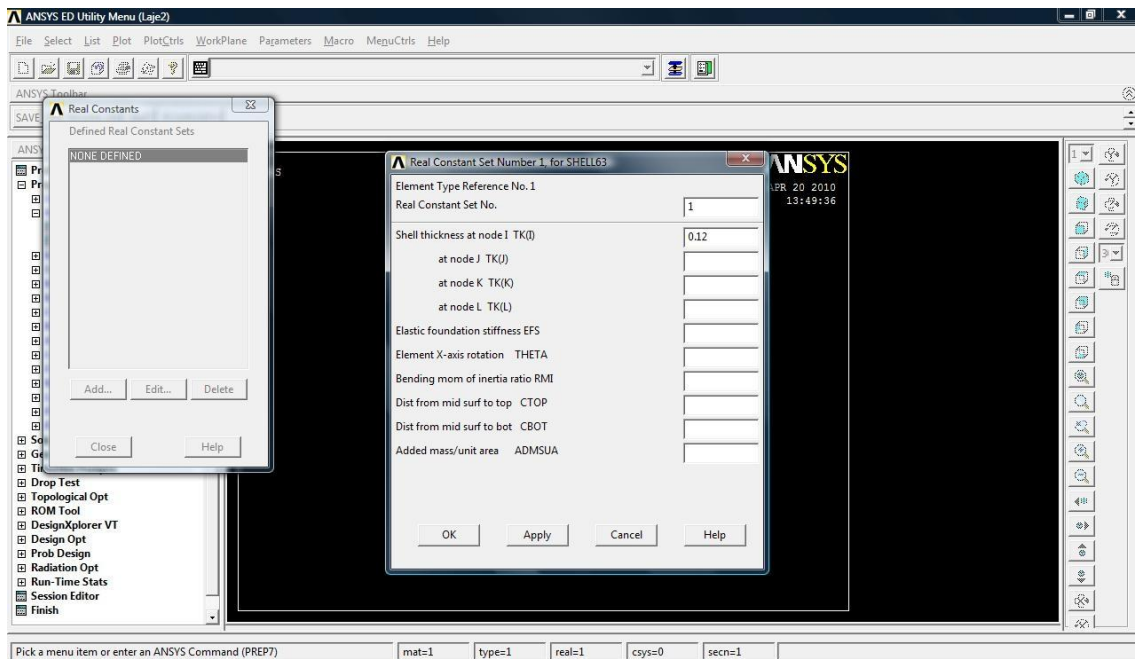 ANSYS ED Utility Menu (Laje2)
File Select List Plot PlotCtrls WorkPlane Parameters Macro MenuCtrls Help
ANSYS Toolbar
SAVE
Real Constants
Defined Real Constant Sets
NONE DEFINED
Add... Edit... Delete
Close Help
Drop Test
Topological Opt
ROM Tool
DesignXplorer VT
Design Opt
Prob Design
Radiation Opt
Run-Time Stats
Session Editor
Finish
Real Constant Set Number 1, for SHELL63
Element Type Reference No. 1
Real Constant Set No. 1
Shell thickness at node I TK(I) 0.12
at node J TK(J)
at node K TK(K)
at node L TK(L)
Elastic foundation stiffness EFS
Element X-axis rotation THETA
Bending mom of inertia ratio RMI
Dist from mid surf to top CTOP
Dist from mid surf to bot CBOT
Added mass/unit area ADMSUA
OK Apply Cancel Help
ANSYS
APR 20 2010
13:49:36
1
3
Pick a menu item or enter an ANSYS Command (PREP7) mat=1 type=1 real=1 csys=0 secn=1